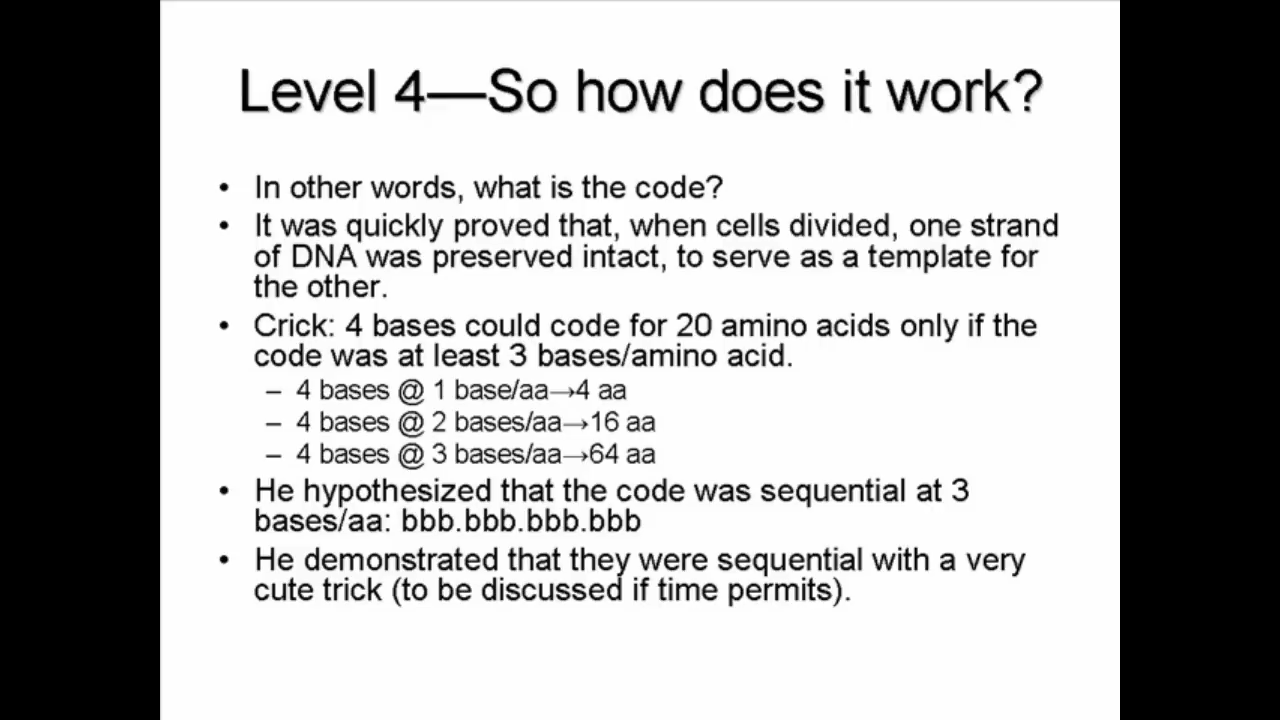 Level 4—So how does it work?
• In other words, what is the code?
• It was quickly proved that, when cells divided, one strand
of DNA was preserved intact, to serve as a template for
the other.
• Crick: 4 bases could code for 20 amino acids only if the
code was at least 3 bases/amino acid.
– 4 bases @ 1 base/aa→4 aa
– 4 bases @ 2 bases/aa→16 aa
– 4 bases @ 3 bases/aa→64 aa
• He hypothesized that the code was sequential at 3
bases/aa: bbb.bbb.bbb.bbb
• He demonstrated that they were sequential with a very
cute trick (to be discussed if time permits).